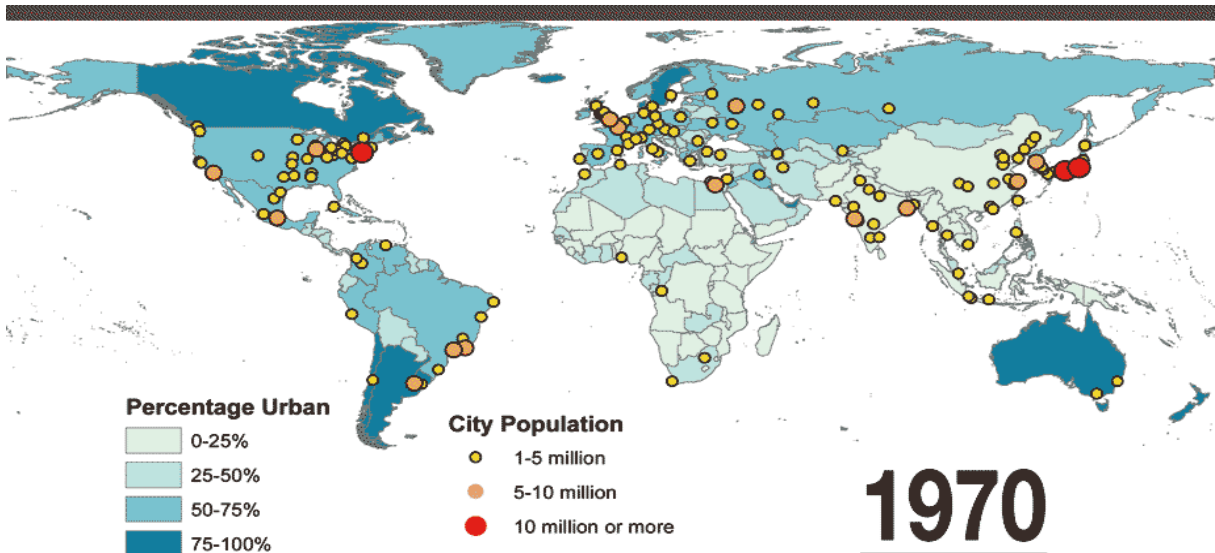 Percentage Urban
0-25%
25-50%
50-75%
75-100%
City Population
1-5 million
5-10 million
10 million or more
1970